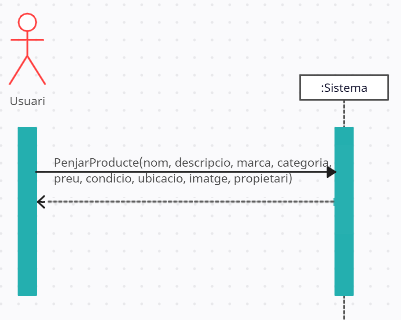 Usuari
:Sistema
PenjarProducte(nom, descripcio, marca, categoria,
preu, condicio, ubicacio, imatge, propietari)